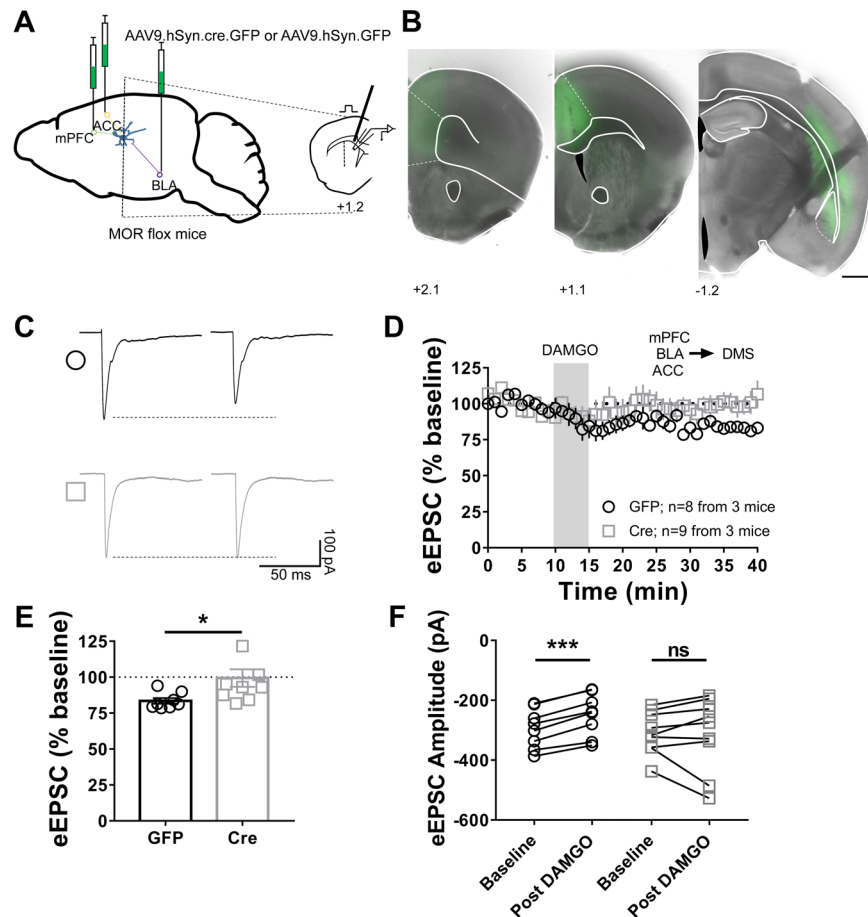 A
AAV9.hSyn.cre.GFP or AAV9.hSyn.GFP
ACC
mPFC
BLA
+1.2
MOR flox mice
B
+2.1
+1.1
-1.2
C
100 pA
50 ms
D
DAMGO
mPFC
BLA
ACC
DMS
eEPSC (% baseline)
125
100
75
50
25
0
GFP; n=8 from 3 mice
Cre; n=9 from 3 mice
0 5 10 15 20 25 30 35 40
Time (min)
E
*
eEPSC (% baseline)
125
100
75
50
25
0
GFP Cre
F
eEPSC Amplitude (pA)
0
-200
-400
-600
*** ns
Baseline Post DAMGO Baseline Post DAMGO